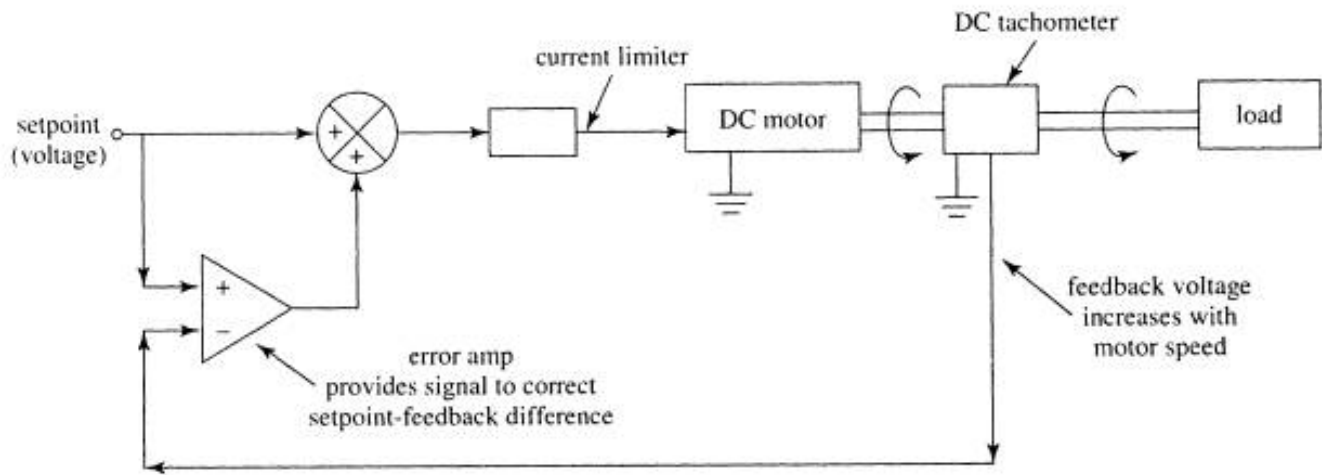 DC tachometer
current limiter
setpoint
(voltage)
+
+
DC motor
load
+
−
error amp
provides signal to correct
setpoint-feedback difference
feedback voltage
increases with
motor speed